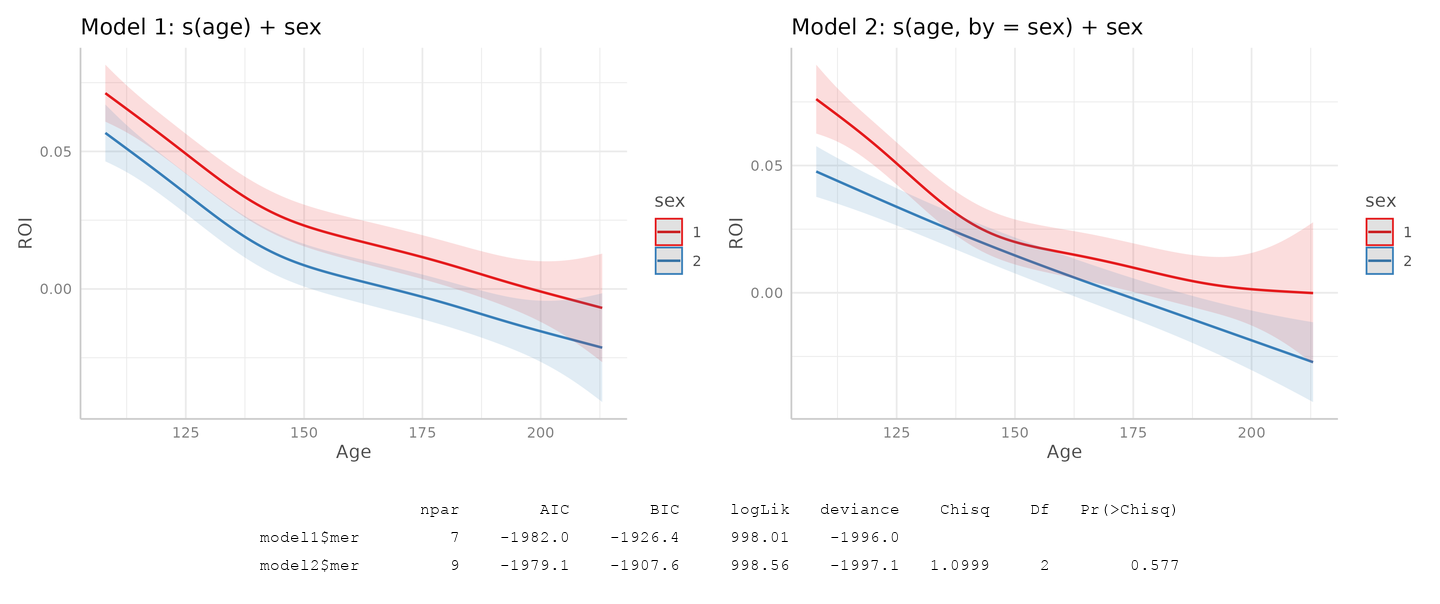 Model 1: s(age) + sex
0.05
0.00
ROI
125 150 175 200
Age
sex
1
2
Model 2: s(age, by = sex) + sex
0.05
0.00
ROI
125 150 175 200
Age
sex
1
2
npar AIC BIC logLik deviance Chisq Df Pr(>Chisq)
model1$mer 7 -1982.0 -1926.4 998.01 -1996.0
model2$mer 9 -1979.1 -1907.6 998.56 -1997.1 1.0999 2 0.577